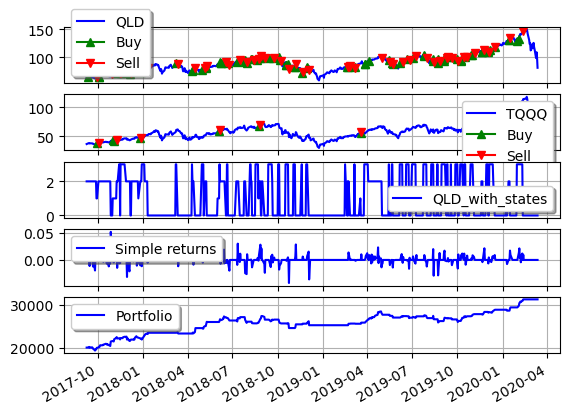 150
100
QLD
Buy
Sell
100
50
TQQQ
Buy
Sell
2
0
QLD_with_states
0.05
0.00
Simple returns
30000
20000
Portfolio
2017-10 2018-01 2018-04 2018-07 2018-10 2019-01 2019-04 2019-07 2019-10 2020-01 2020-04